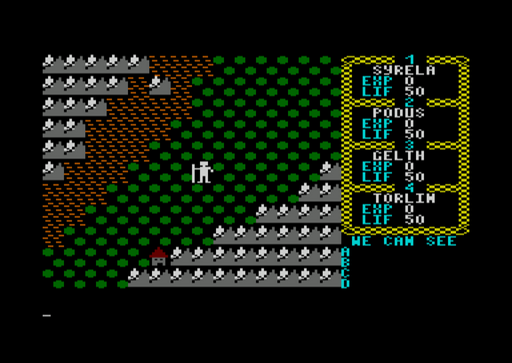 1
SYRELA
EXP 0
LIF 50
2
PODUS
EXP 0
LIF 50
3
GELTH
EXP 0
LIF 50
4
TORLIN
EXP 0
LIF 50
WE CAN SEE
A
B
C
D